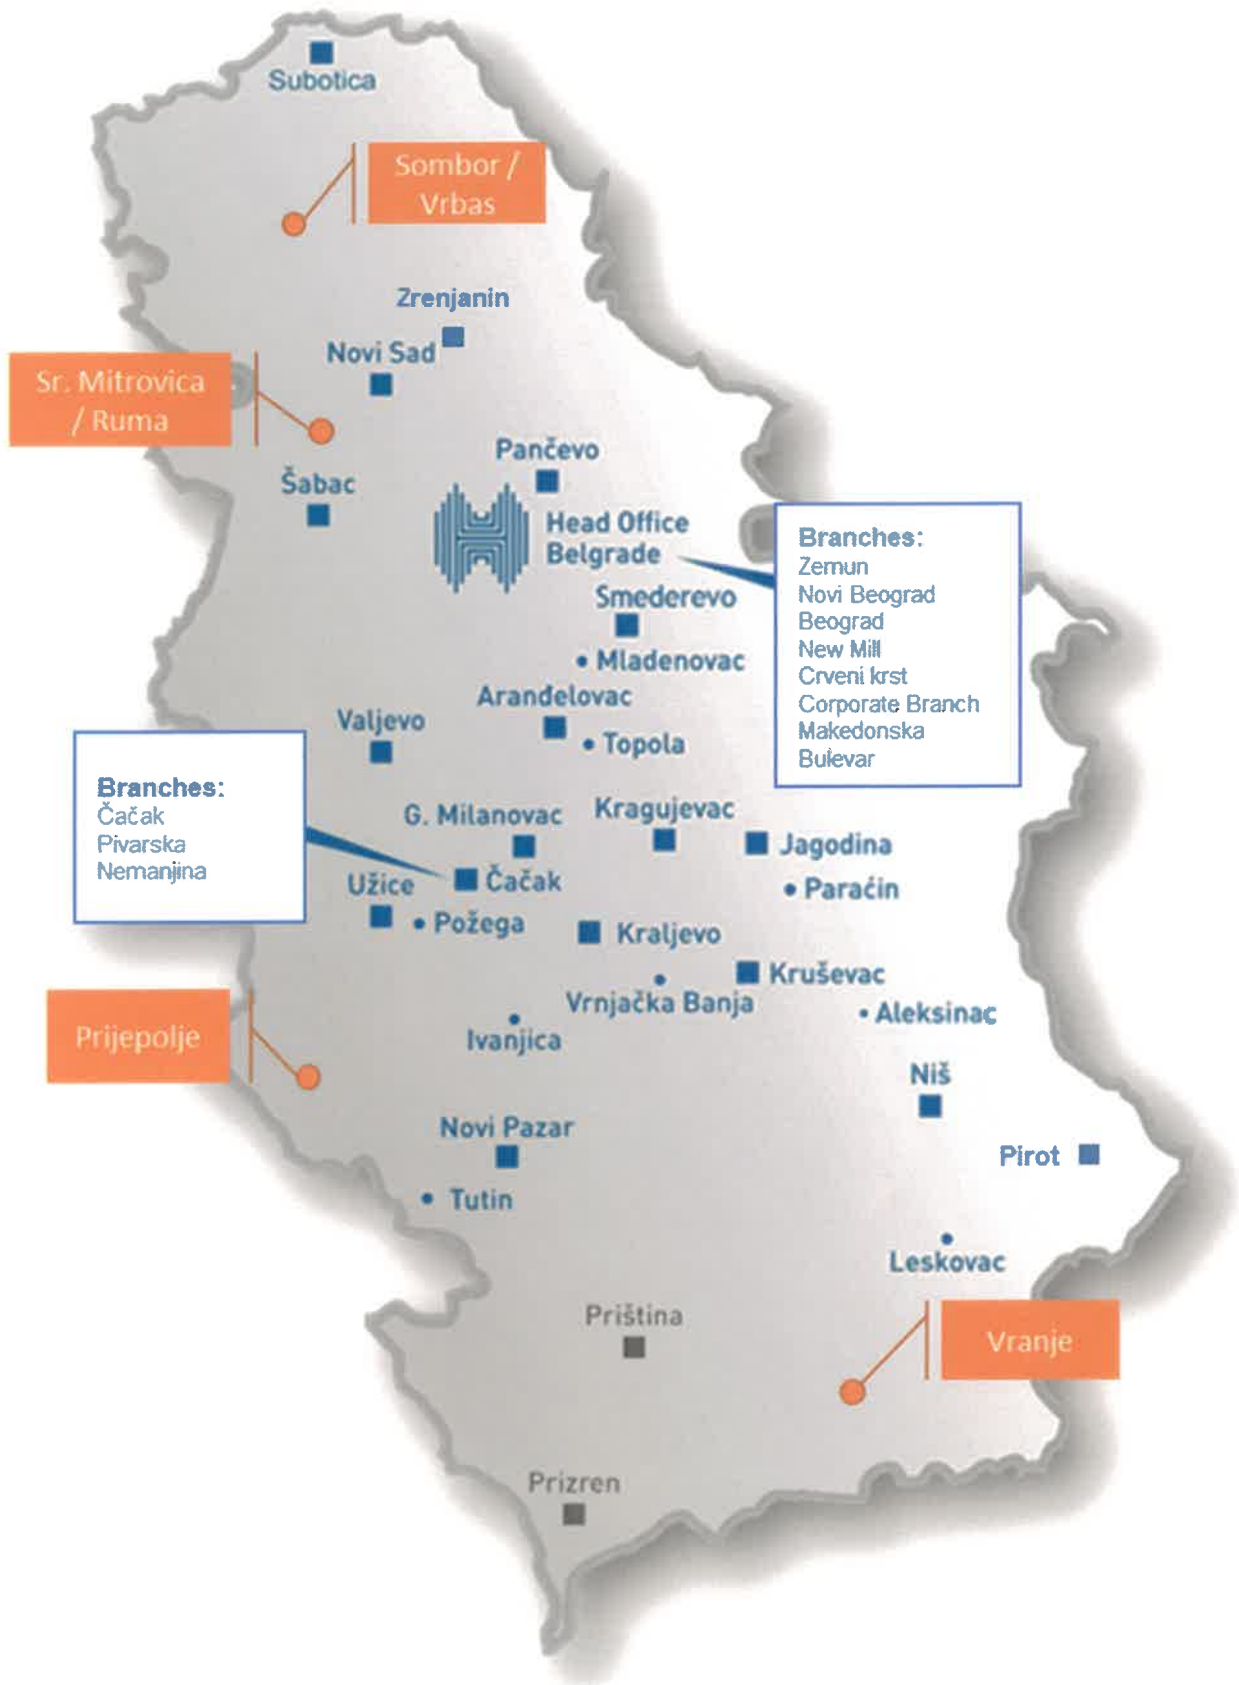 Subotica
Sombor /
Vrbas
Zrenjanin
Novi Sad
Sr. Mitrovica
/ Ruma
Pančevo
Šabac
Head Office
Belgrade
Branches:
Zemun
Novi Beograd
Beograd
New Mill
Crveni krst
Corporate Branch
Makedonska
Bulevar
Smederevo
Mladenovac
Aranđelovac
Valjevo
Topola
Branches:
Čačak
Pivarska
Nemanjina
G. Milanovac
Kragujevac
Jagodina
Užice
Čačak
Paraćin
Požega
Kraljevo
Kruševac
Vrnjačka Banja
Aleksinac
Ivanjica
Prijepolje
Niš
Novi Pazar
Pirot
Tutin
Leskovac
Priština
Vranje
Prizren